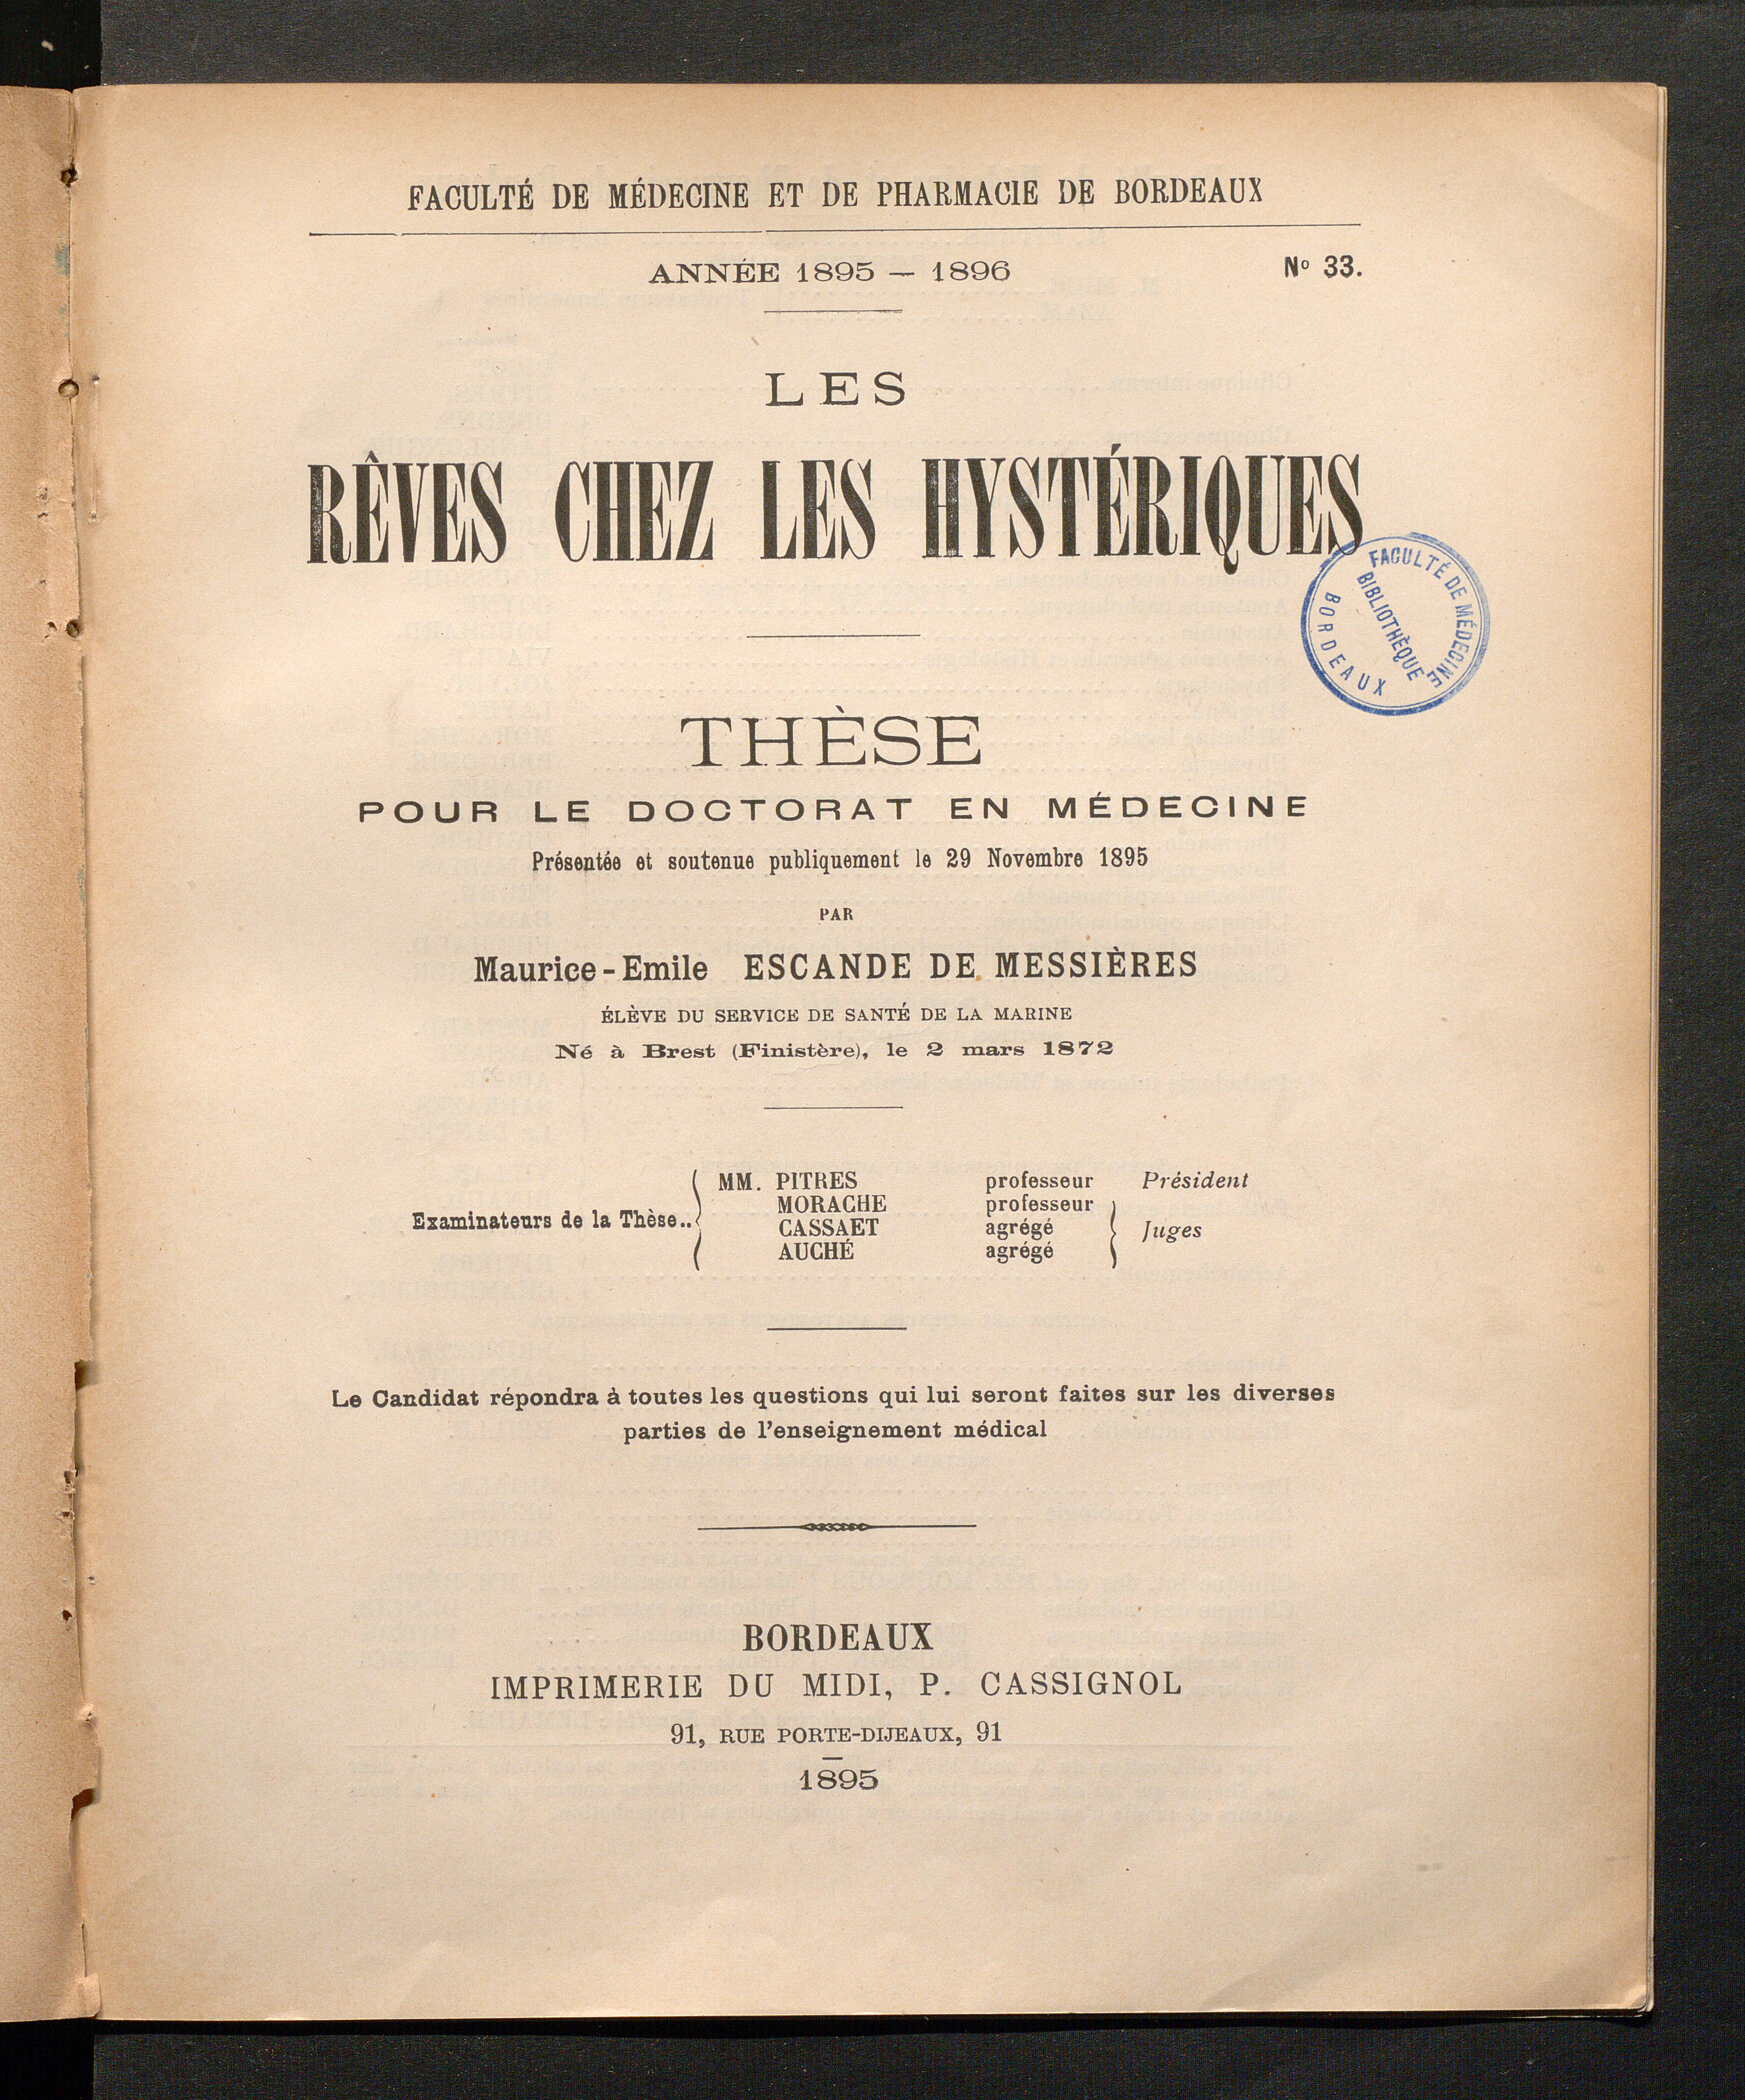 FACULTÉ DE MÉDECINE ET DE PHARMACIE DE BORDEAUX
ANNÉE 1895 — 1896 Nº 33.
LES
RÊVES CHEZ LES HYSTÉRIQUES
FACULTÉ DE MÉDECINE
BIBLIOTHÈQUE
BORDEAUX
THÈSE
POUR LE DOCTORAT EN MÉDECINE
Présentée et soutenue publiquement le 29 Novembre 1895
PAR
Maurice-Emile ESCANDE DE MESSIÈRES
ÉLÈVE DU SERVICE DE SANTÉ DE LA MARINE
Né à Brest (Finistère), le 2 mars 1872
Examinateurs de la Thèse..
MM. PITRES professeur Président
MORACHE professeur
CASSAET agrégé Juges
AUCHÉ agrégé
Le Candidat répondra à toutes les questions qui lui seront faites sur les diverses
parties de l'enseignement médical
BORDEAUX
IMPRIMERIE DU MIDI, P. CASSIGNOL
91, RUE PORTE-DIJEAUX, 91
1895